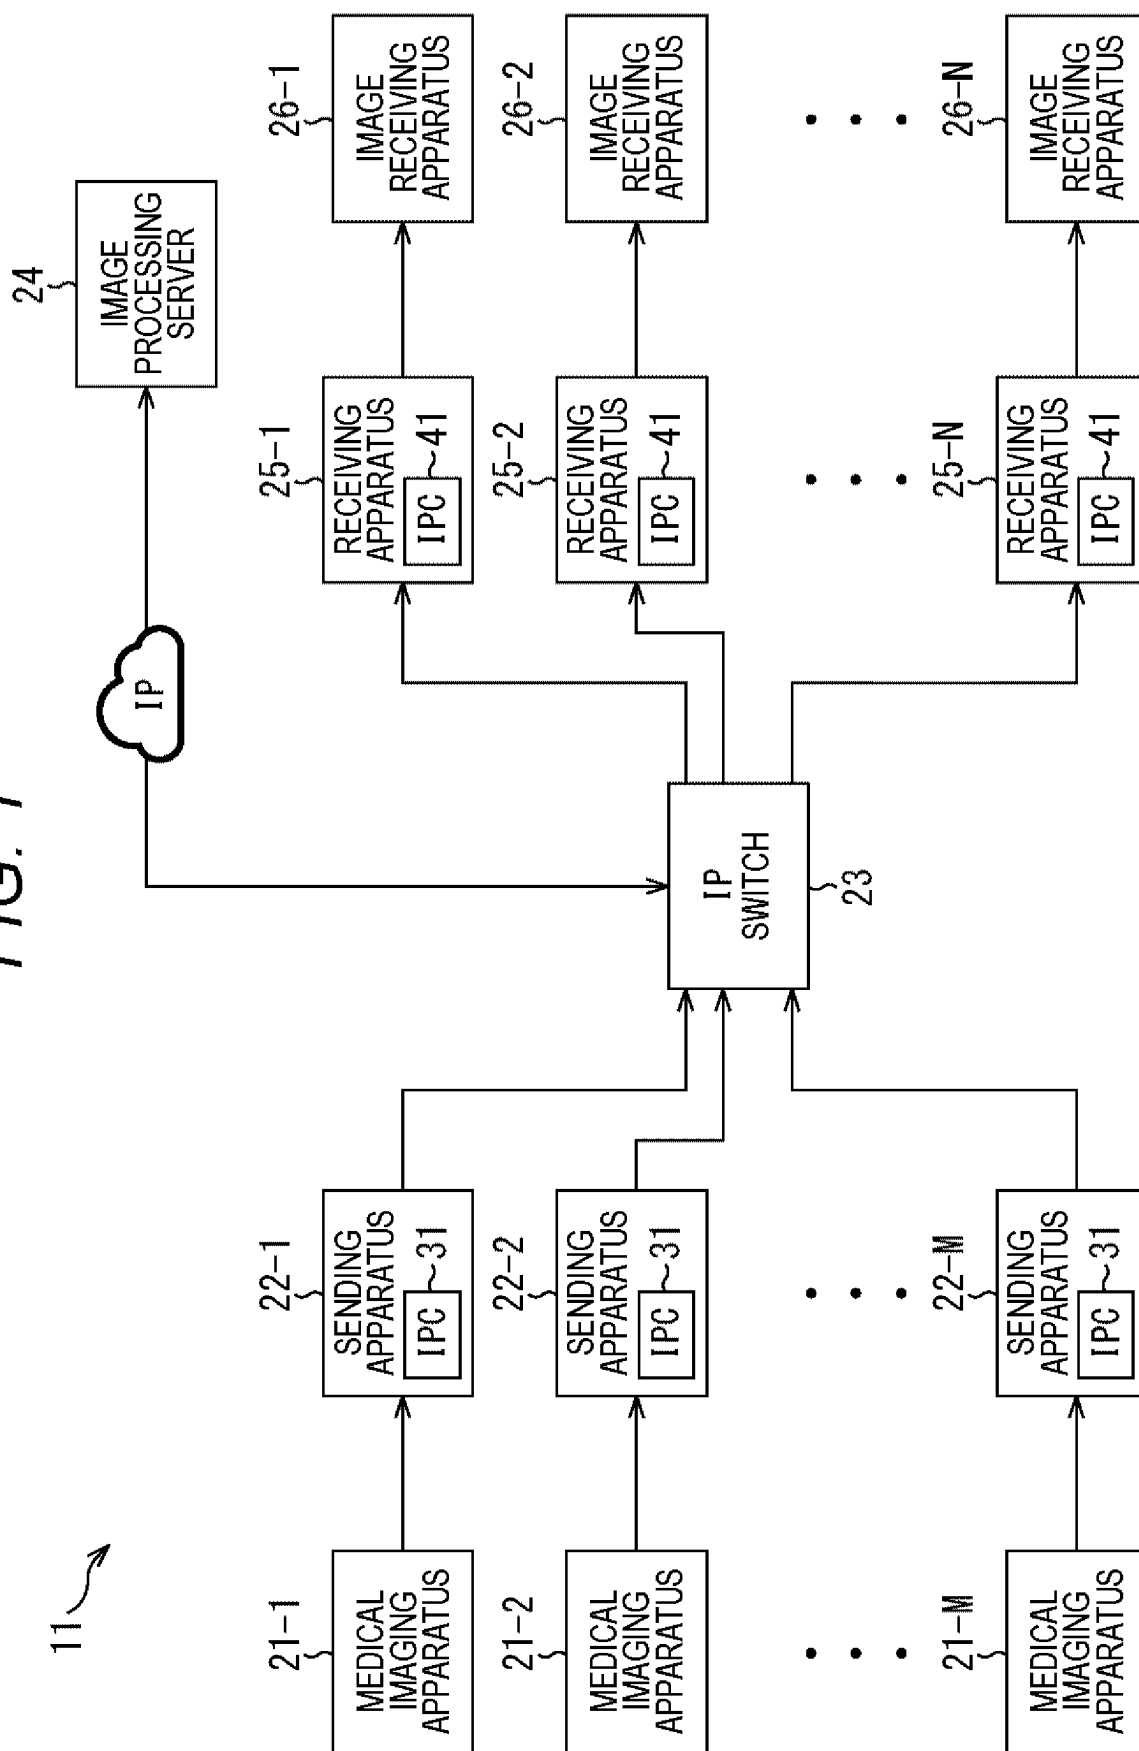 FIG. 1
11
24
IMAGE
PROCESSING
SERVER
IP
21-1
MEDICAL
IMAGING
APPARATUS
22-1
SENDING
APPARATUS
IPC
31
25-1
RECEIVING
APPARATUS
IPC
41
26-1
IMAGE
RECEIVING
APPARATUS
21-2
MEDICAL
IMAGING
APPARATUS
22-2
SENDING
APPARATUS
IPC
31
IP
SWITCH
23
25-2
RECEIVING
APPARATUS
IPC
41
26-2
IMAGE
RECEIVING
APPARATUS
21-M
MEDICAL
IMAGING
APPARATUS
22-M
SENDING
APPARATUS
IPC
31
25-N
RECEIVING
APPARATUS
IPC
41
26-N
IMAGE
RECEIVING
APPARATUS